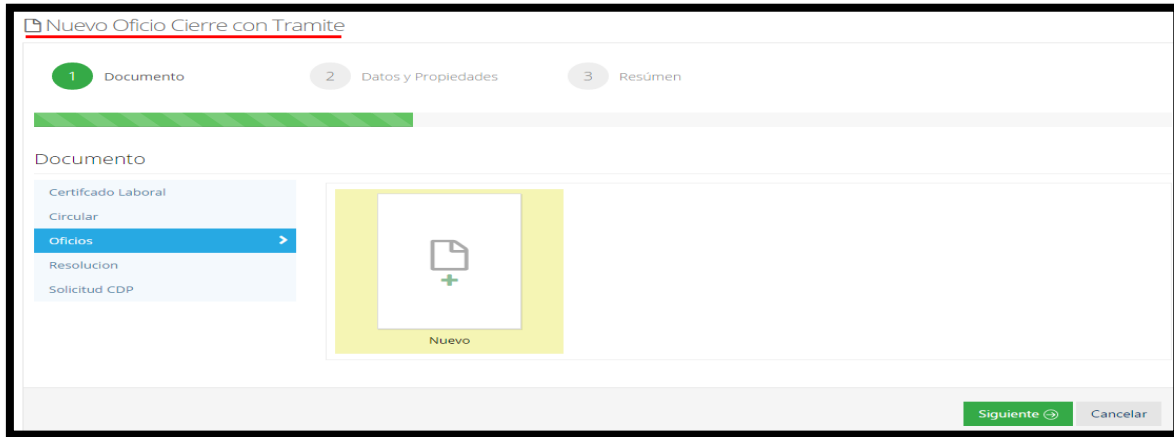 Nuevo Oficio Cierre con Tramite
1 Documento 2 Datos y Propiedades 3 Resúmen
Documento
Certifcado Laboral
Circular
Oficios
Resolucion
Solicitud CDP
Nuevo
Siguiente Cancelar